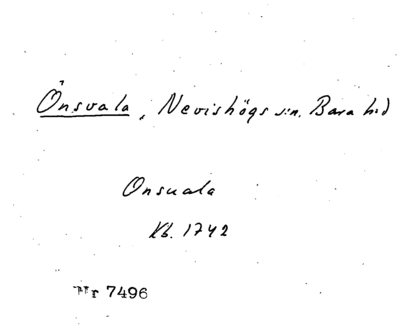 Önsvala, Nevishögs s:n. Bara hd
Onsuala
Kb. 1742
Nr 7496